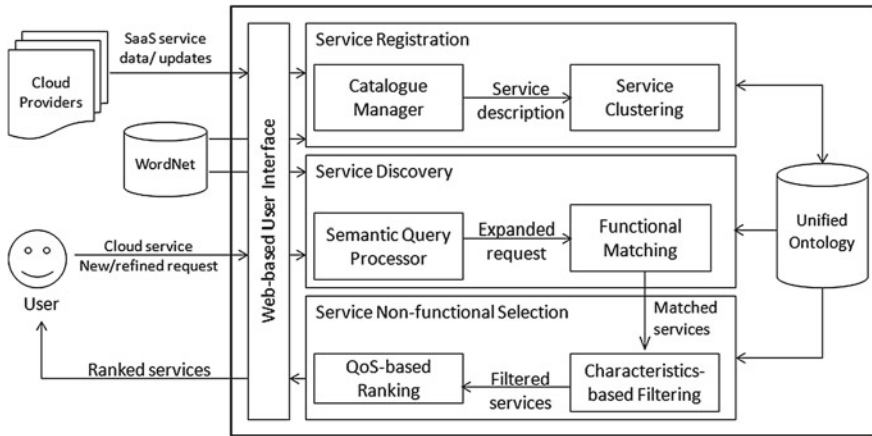 SaaS service
data/ updates
Cloud
Providers
WordNet
Cloud service
New/refined request
User
Ranked services
Web-based User Interface
Service Registration
Catalogue
Manager
Service
description
Service
Clustering
Service Discovery
Semantic Query
Processor
Expanded
request
Functional
Matching
Matched
services
Service Non-functional Selection
QoS-based
Ranking
Filtered
services
Characteristics-
based Filtering
Unified
Ontology